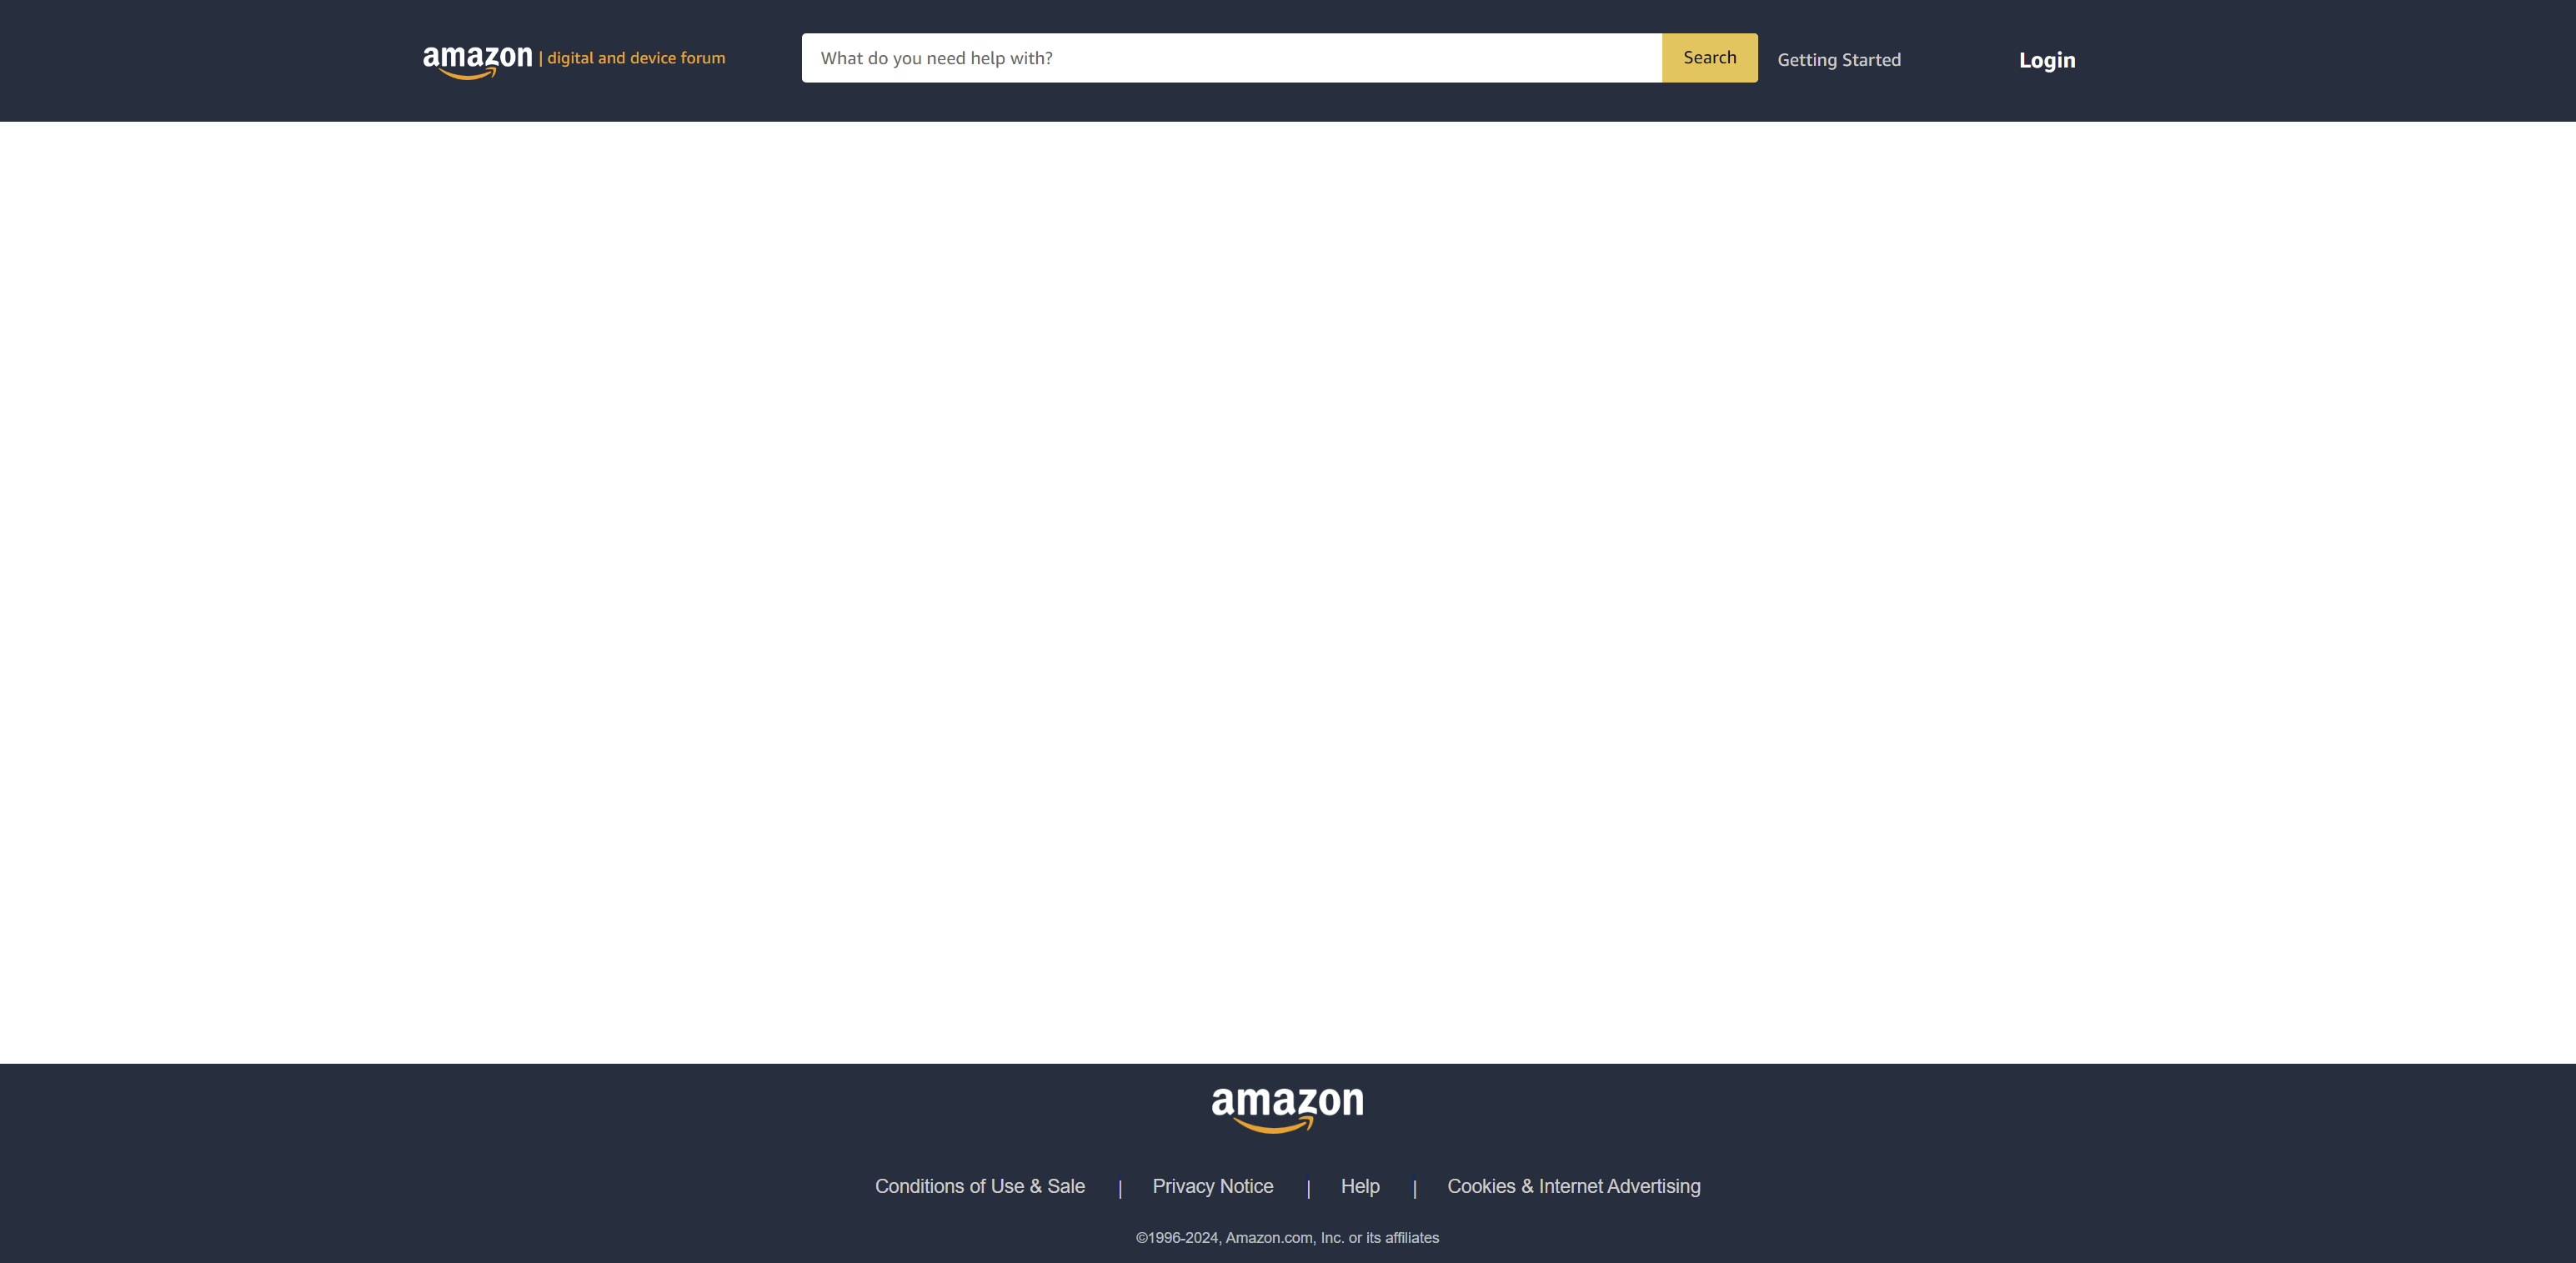 amazon | digital and device forum
What do you need help with?
Search
Getting Started
Login
amazon
Conditions of Use & Sale | Privacy Notice | Help | Cookies & Internet Advertising
©1996-2024, Amazon.com, Inc. or its affiliates